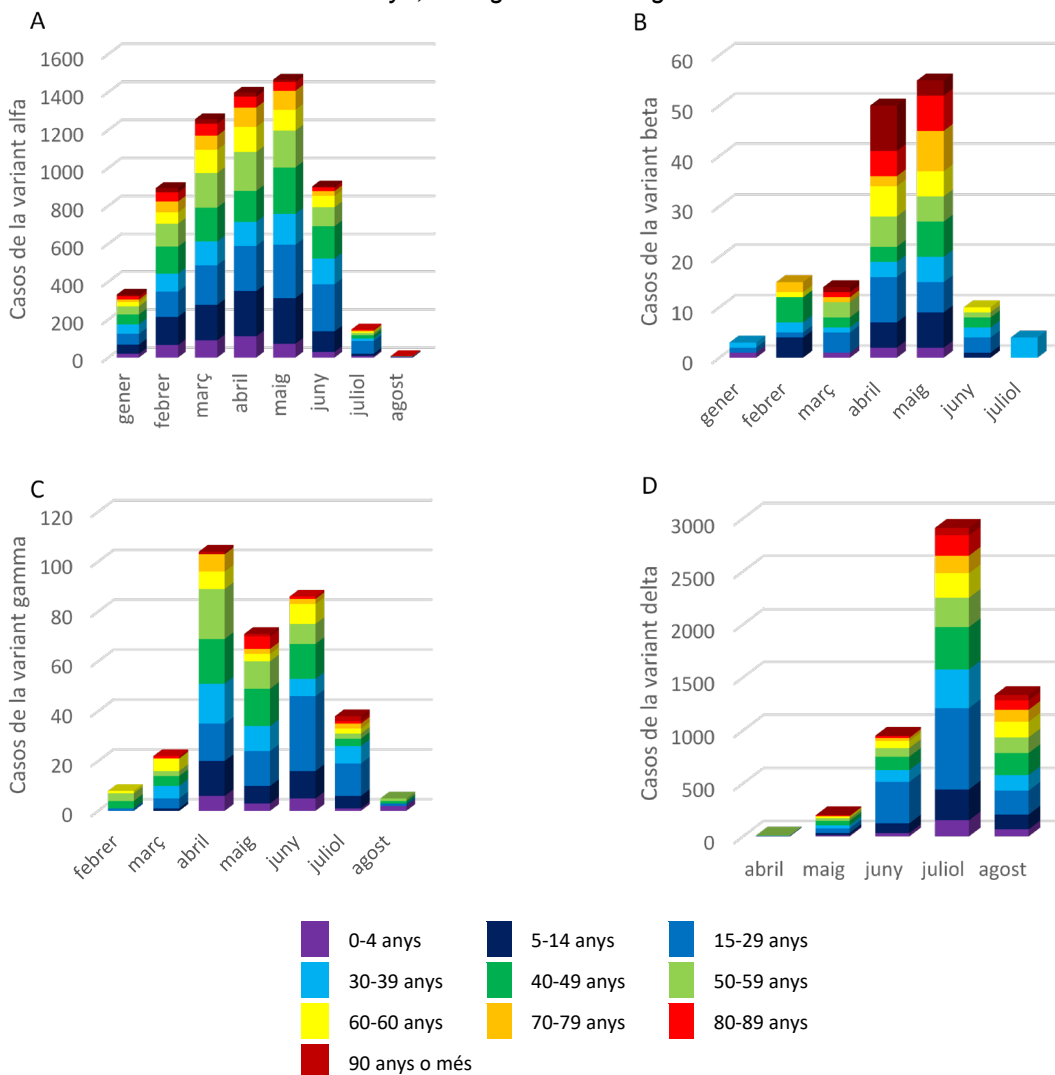 A
Casos de la variant alfa
1600
1400
1200
1000
800
600
400
200
0
gener
febrer
març
abril
maig
juny
juliol
agost
B
Casos de la variant beta
60
50
40
30
20
10
0
gener
febrer
març
abril
maig
juny
juliol
C
Casos de la variant gamma
120
100
80
60
40
20
0
febrer
març
abril
maig
juny
juliol
agost
D
Casos de la variant delta
3000
2500
2000
1500
1000
500
0
abril
maig
juny
juliol
agost
0-4 anys
5-14 anys
15-29 anys
30-39 anys
40-49 anys
50-59 anys
60-60 anys
70-79 anys
80-89 anys
90 anys o més